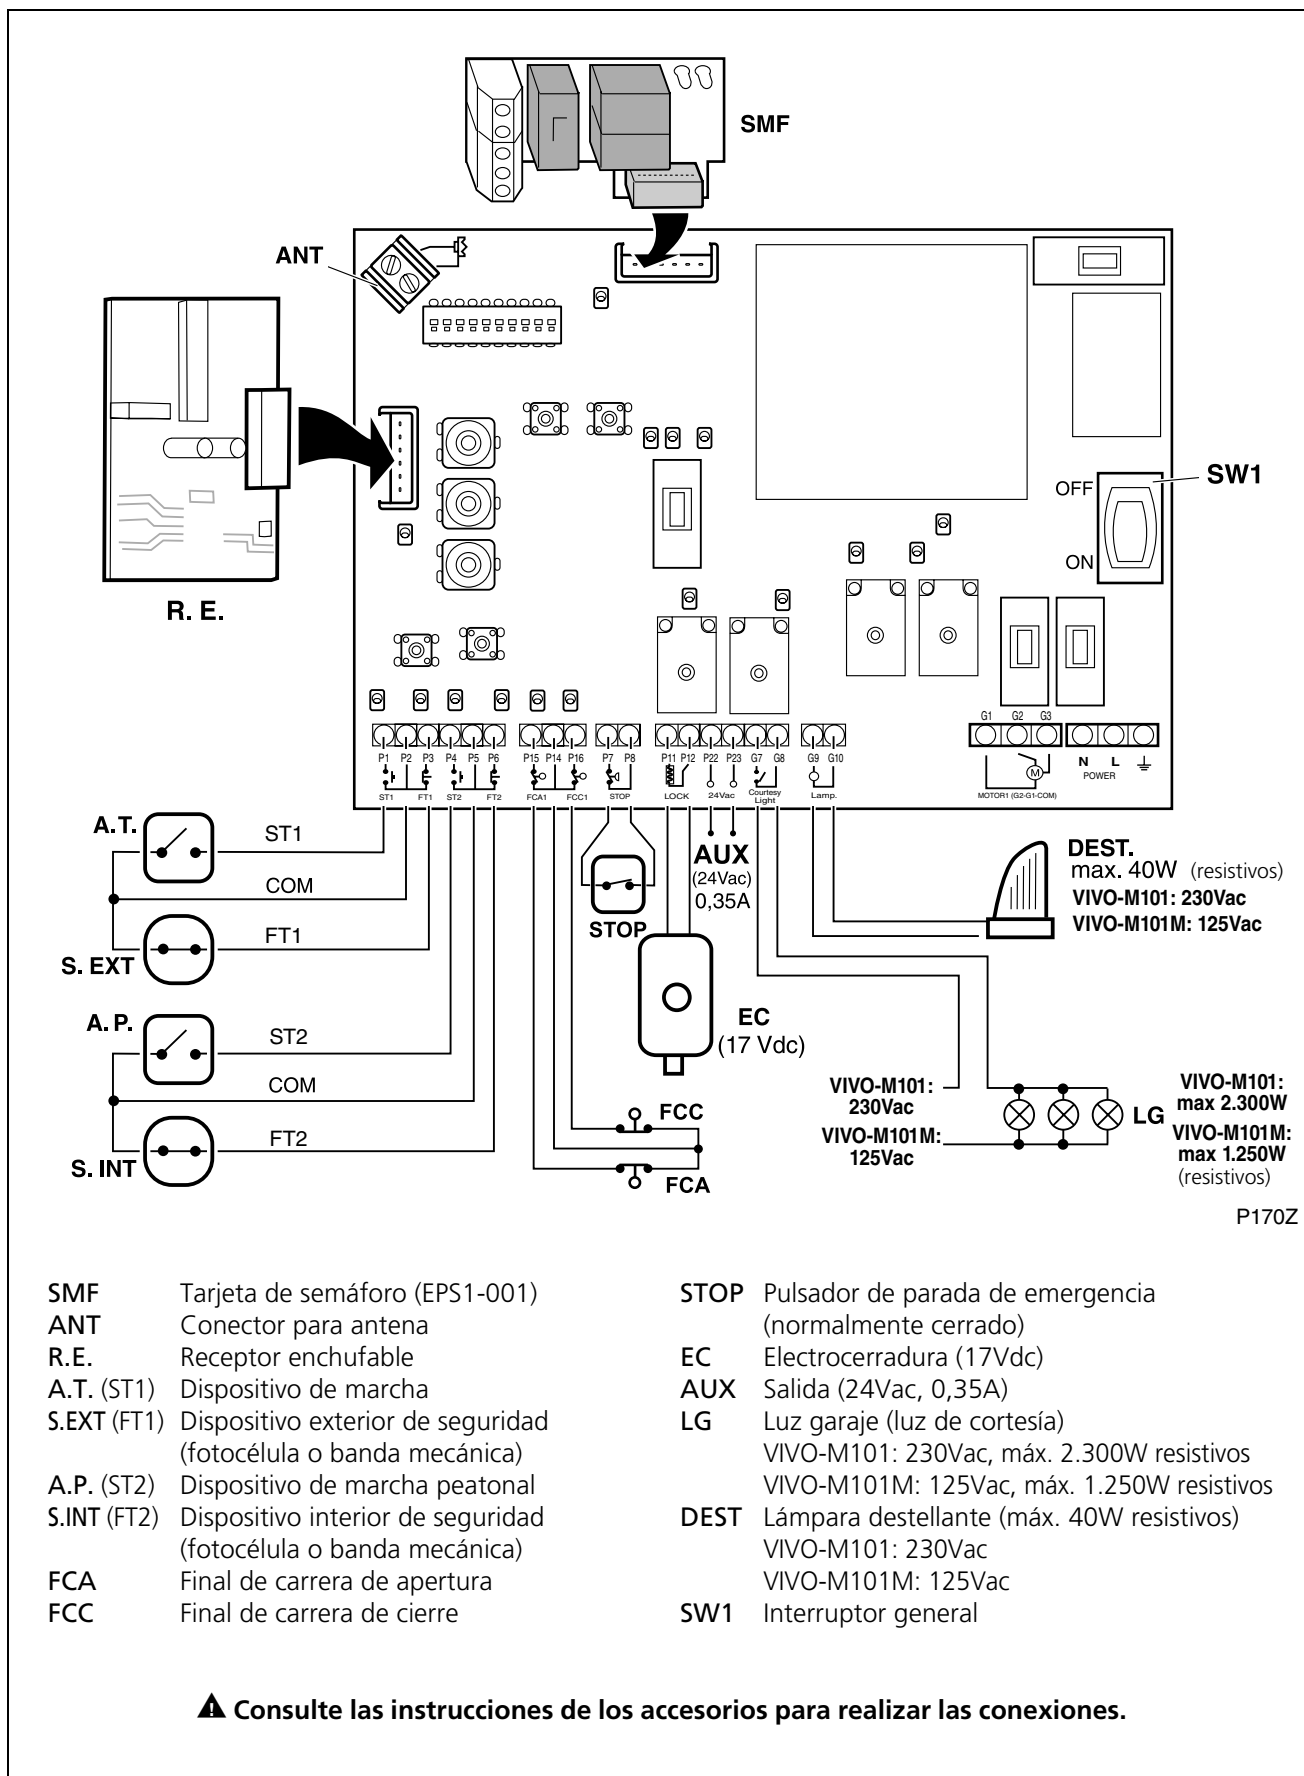 SMF
ANT
R. E.
SW1
OFF
ON
G1 G2 G3
P1 P2 P3 P4 P5 P6 P15 P14 P16 P7 P8 P11 P12 P22 P23 G7 G8 G9 G10
N L
POWER
M
ST1 FT1 ST2 FT2 FCA1 FCC1 STOP LOCK 24Vac Courtesy Light Lamp. MOTOR1 (G2-G1-COM)
A.T.
ST1
COM
S. EXT
FT1
A. P.
ST2
COM
S. INT
FT2
STOP
AUX
(24Vac)
0,35A
EC
(17 Vdc)
FCC
FCA
DEST.
max. 40W (resistivos)
VIVO-M101: 230Vac
VIVO-M101M: 125Vac
VIVO-M101:
230Vac
VIVO-M101M:
125Vac
LG
VIVO-M101:
max 2.300W
VIVO-M101M:
max 1.250W
(resistivos)
P170Z
SMF Tarjeta de semáforo (EPS1-001)
ANT Conector para antena
R.E. Receptor enchufable
A.T. (ST1) Dispositivo de marcha
S.EXT (FT1) Dispositivo exterior de seguridad
(fotocélula o banda mecánica)
A.P. (ST2) Dispositivo de marcha peatonal
S.INT (FT2) Dispositivo interior de seguridad
(fotocélula o banda mecánica)
FCA Final de carrera de apertura
FCC Final de carrera de cierre
STOP Pulsador de parada de emergencia
(normalmente cerrado)
EC Electrocerradura (17Vdc)
AUX Salida (24Vac, 0,35A)
LG Luz garaje (luz de cortesía)
VIVO-M101: 230Vac, máx. 2.300W resistivos
VIVO-M101M: 125Vac, máx. 1.250W resistivos
DEST Lámpara destellante (máx. 40W resistivos)
VIVO-M101: 230Vac
VIVO-M101M: 125Vac
SW1 Interruptor general
Consulte las instrucciones de los accesorios para realizar las conexiones.